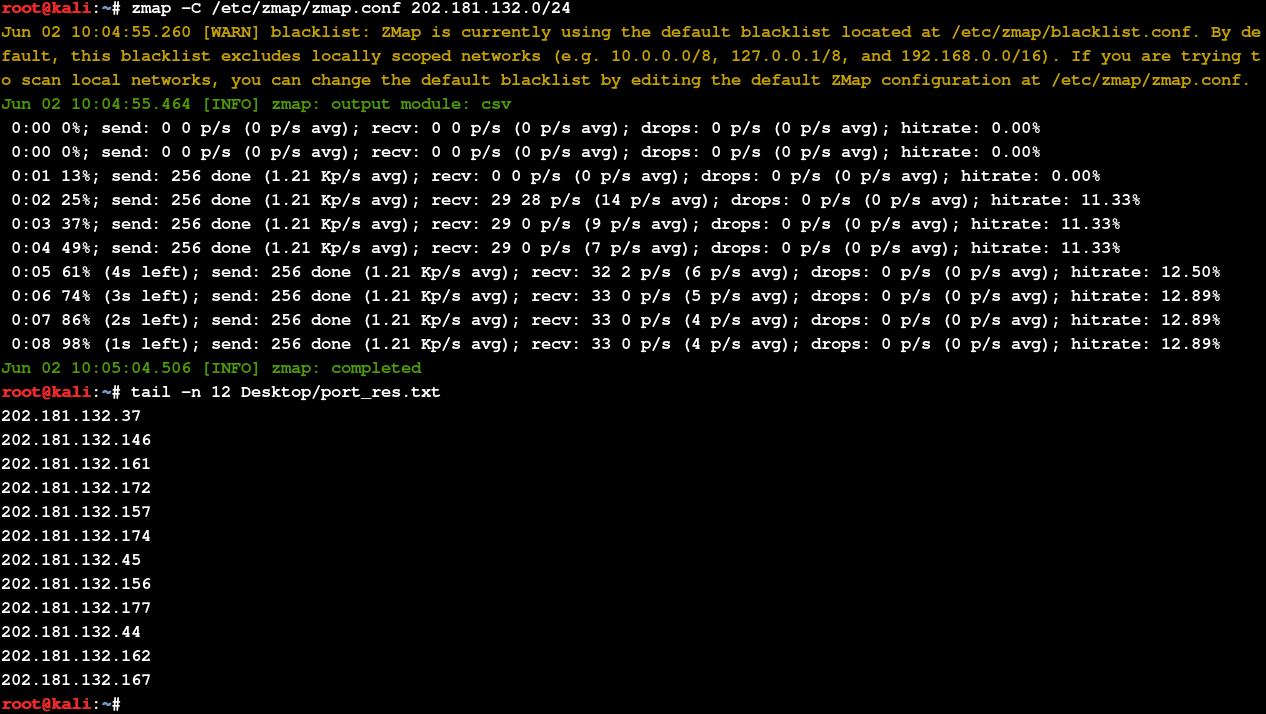 root@kali:~# zmap -C /etc/zmap/zmap.conf 202.181.132.0/24
Jun 02 10:04:55.260 [WARN] blacklist: ZMap is currently using the default blacklist located at /etc/zmap/blacklist.conf. By de
fault, this blacklist excludes locally scoped networks (e.g. 10.0.0.0/8, 127.0.0.1/8, and 192.168.0.0/16). If you are trying t
o scan local networks, you can change the default blacklist by editing the default ZMap configuration at /etc/zmap/zmap.conf.
Jun 02 10:04:55.464 [INFO] zmap: output module: csv
 0:00 0%; send: 0 0 p/s (0 p/s avg); recv: 0 0 p/s (0 p/s avg); drops: 0 p/s (0 p/s avg); hitrate: 0.00%
 0:00 0%; send: 0 0 p/s (0 p/s avg); recv: 0 0 p/s (0 p/s avg); drops: 0 p/s (0 p/s avg); hitrate: 0.00%
 0:01 13%; send: 256 done (1.21 Kp/s avg); recv: 0 0 p/s (0 p/s avg); drops: 0 p/s (0 p/s avg); hitrate: 0.00%
 0:02 25%; send: 256 done (1.21 Kp/s avg); recv: 29 28 p/s (14 p/s avg); drops: 0 p/s (0 p/s avg); hitrate: 11.33%
 0:03 37%; send: 256 done (1.21 Kp/s avg); recv: 29 0 p/s (9 p/s avg); drops: 0 p/s (0 p/s avg); hitrate: 11.33%
 0:04 49%; send: 256 done (1.21 Kp/s avg); recv: 29 0 p/s (7 p/s avg); drops: 0 p/s (0 p/s avg); hitrate: 11.33%
 0:05 61% (4s left); send: 256 done (1.21 Kp/s avg); recv: 32 2 p/s (6 p/s avg); drops: 0 p/s (0 p/s avg); hitrate: 12.50%
 0:06 74% (3s left); send: 256 done (1.21 Kp/s avg); recv: 33 0 p/s (5 p/s avg); drops: 0 p/s (0 p/s avg); hitrate: 12.89%
 0:07 86% (2s left); send: 256 done (1.21 Kp/s avg); recv: 33 0 p/s (4 p/s avg); drops: 0 p/s (0 p/s avg); hitrate: 12.89%
 0:08 98% (1s left); send: 256 done (1.21 Kp/s avg); recv: 33 0 p/s (4 p/s avg); drops: 0 p/s (0 p/s avg); hitrate: 12.89%
Jun 02 10:05:04.506 [INFO] zmap: completed
root@kali:~# tail -n 12 Desktop/port_res.txt
202.181.132.37
202.181.132.146
202.181.132.161
202.181.132.172
202.181.132.157
202.181.132.174
202.181.132.45
202.181.132.156
202.181.132.177
202.181.132.44
202.181.132.162
202.181.132.167
root@kali:~#